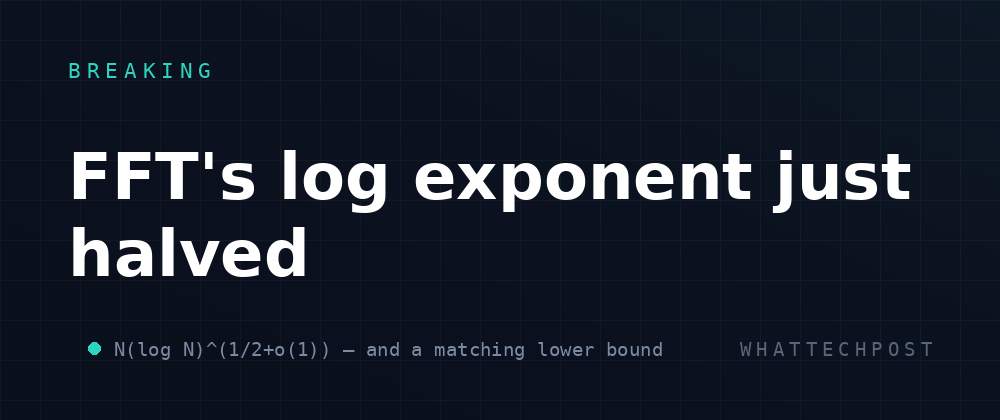 BREAKING
FFT's log exponent just
halved
N(log N)^(1/2+o(1)) — and a matching lower bound
WHATTECHPOST